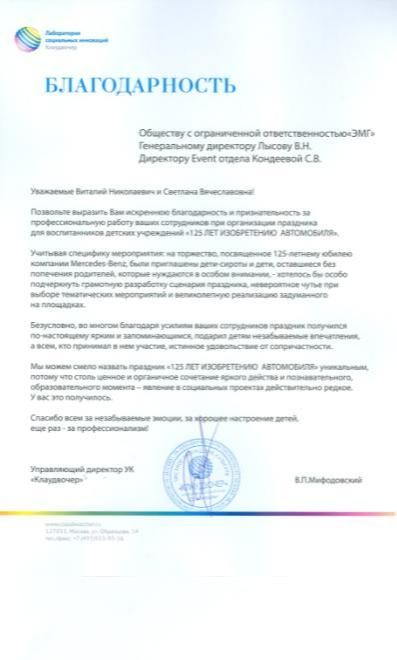 Лаборатория
социальных инноваций
Клаудвочер
БЛАГОДАРНОСТЬ
Обществу с ограниченной ответственностью«ЭМГ»
Генеральному директору Лысову В.Н.
Директору Event отдела Кондеевой С.В.
Уважаемые Виталий Николаевич и Светлана Вячеславовна!
Позвольте выразить Вам искреннюю благодарность и признательность за
профессиональную работу ваших сотрудников при организации праздника
для воспитанников детских учреждений «125 ЛЕТ ИЗОБРЕТЕНИЮ АВТОМОБИЛЯ».
Учитывая специфику мероприятия: на торжество, посвященное 125-летнему юбилею
компании Mercedes-Benz, были приглашены дети-сироты и дети, оставшиеся без
попечения родителей, которые нуждаются в особом внимании, - хотелось бы особо
подчеркнуть грамотную разработку сценария праздника, невероятное чутье при
выборе тематических мероприятий и великолепную реализацию задуманного
на площадках.
Безусловно, во многом благодаря усилиям ваших сотрудников праздник получился
по-настоящему ярким и запоминающимся, подарил детям незабываемые впечатления,
а всем, кто принимал в нем участие, истинное удовольствие от сопричастности.
Мы можем смело назвать праздник «125 ЛЕТ ИЗОБРЕТЕНИЮ АВТОМОБИЛЯ» уникальным,
потому что столь ценное и органичное сочетание яркого действа и познавательного,
образовательного момента – явление в социальных проектах действительно редкое.
У вас это получилось.
Спасибо всем за незабываемые эмоции, за хорошее настроение детей,
еще раз - за профессионализм!
Управляющий директор УК
«Клаудвочер»
В.П.Мифодовский
127055, Москва, ул. Образцова, 14